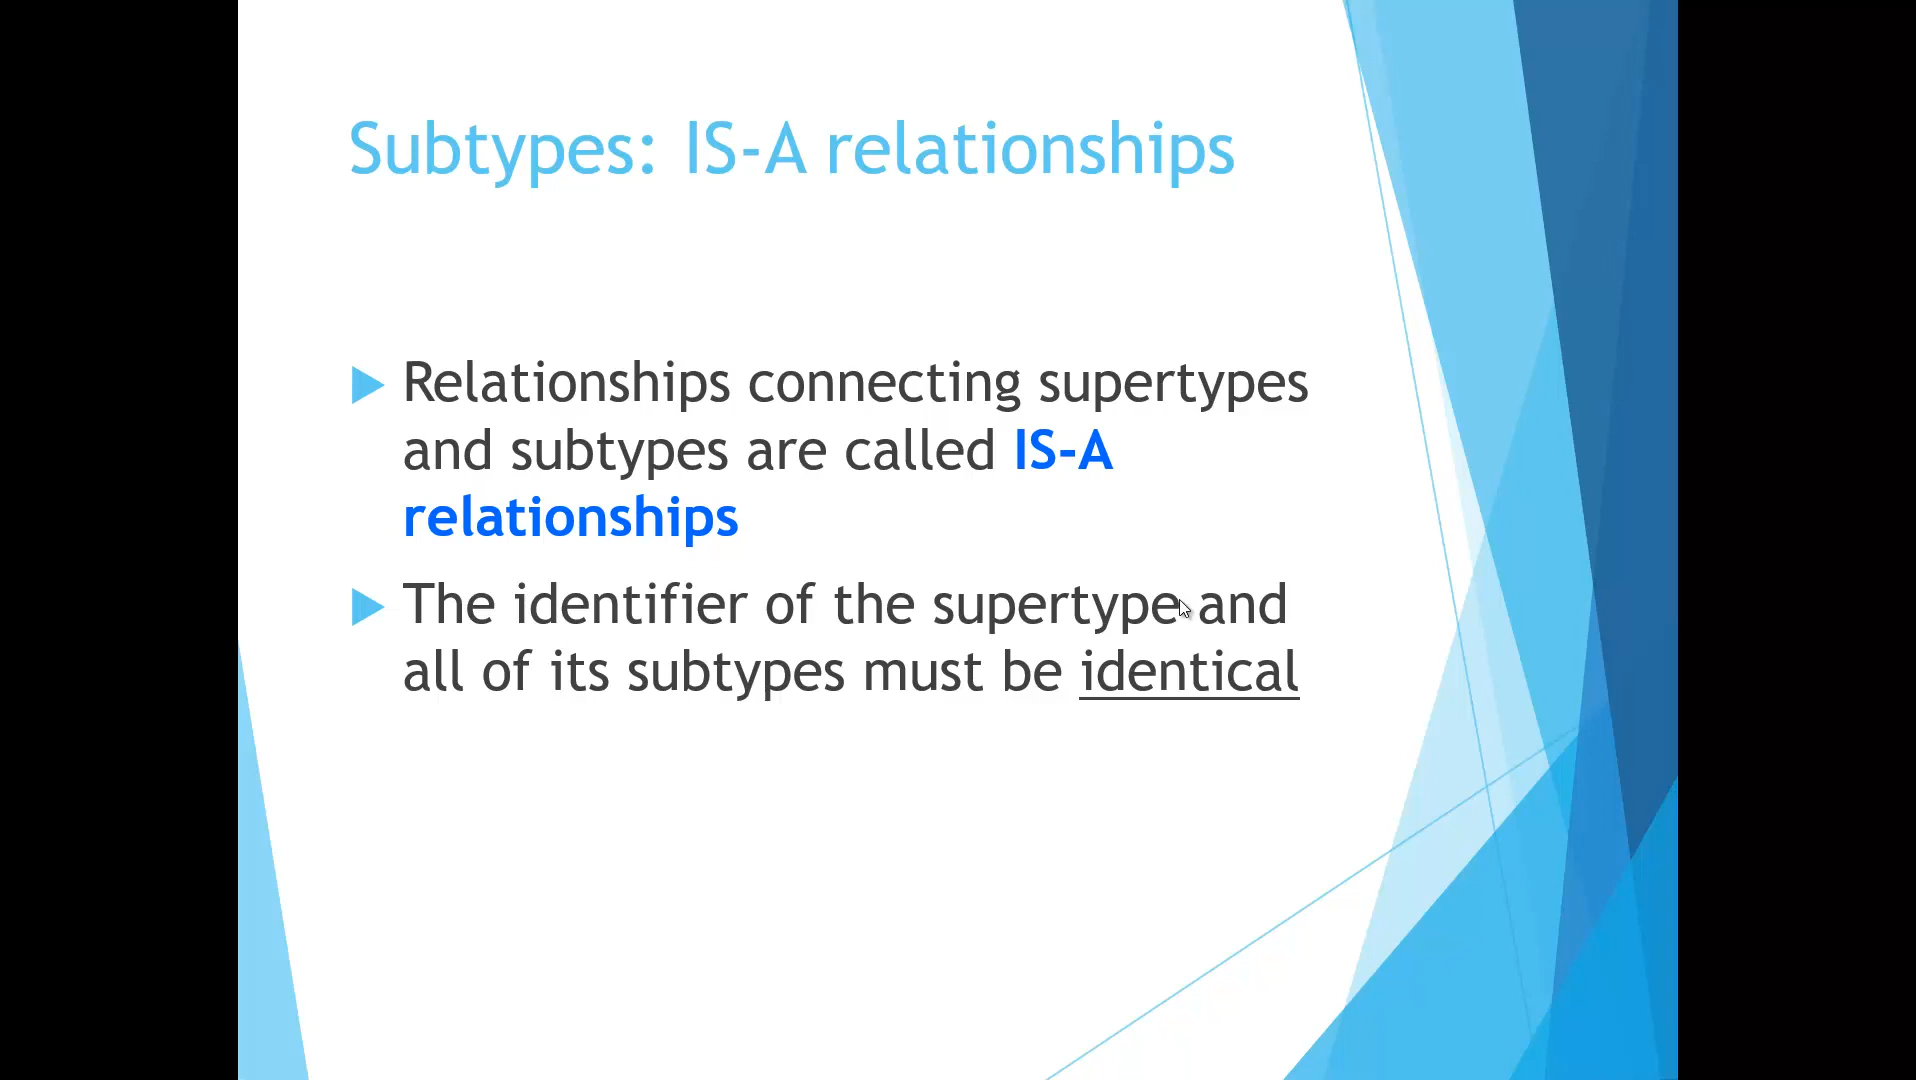 Subtypes: IS-A relationships
Relationships connecting supertypes
and subtypes are called IS-A
relationships
The identifier of the supertype and
all of its subtypes must be identical